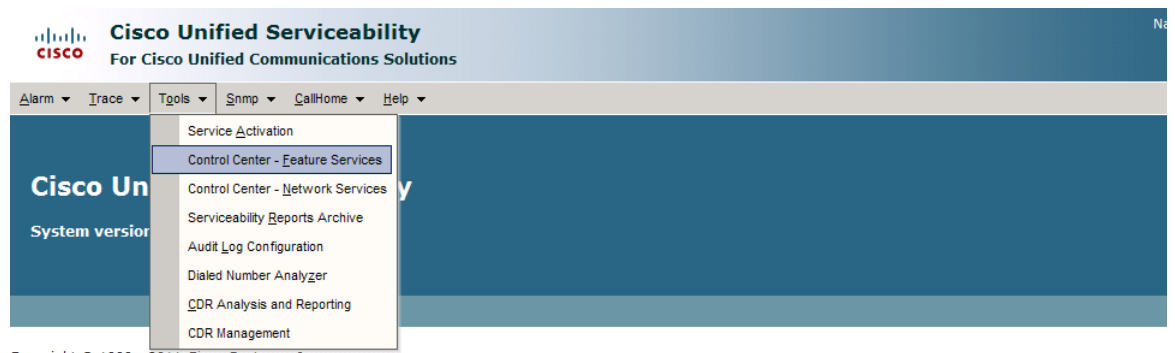 Cisco Unified Serviceability
CISCO
For Cisco Unified Communications Solutions
Alarm Trace Tools Snmp CallHome Help
Service Activation
Control Center - Feature Services
Control Center - Network Services
Serviceability Reports Archive
Audit Log Configuration
Dialed Number Analyzer
CDR Analysis and Reporting
CDR Management
Cisco Un y
System version